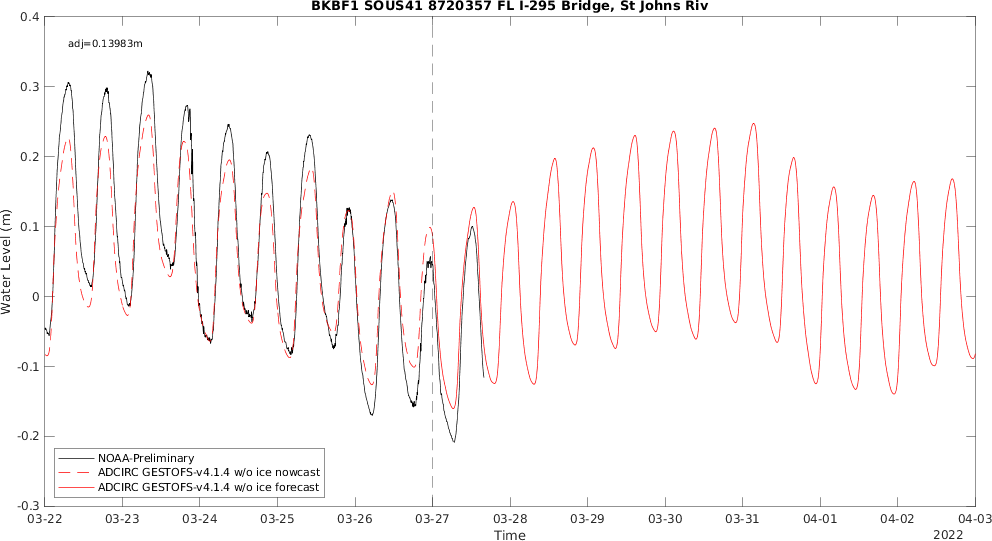 BKBF1 SOUS41 8720357 FL I-295 Bridge, St Johns Riv
adj=0.13983m
0.4
0.3
0.2
0.1
0
-0.1
-0.2
-0.3
Water Level (m)
NOAA-Preliminary
ADCIRC GESTOFS-v4.1.4 w/o ice nowcast
ADCIRC GESTOFS-v4.1.4 w/o ice forecast
03-22 03-23 03-24 03-25 03-26 03-27 03-28 03-29 03-30 03-31 04-01 04-02 04-03
Time
2022